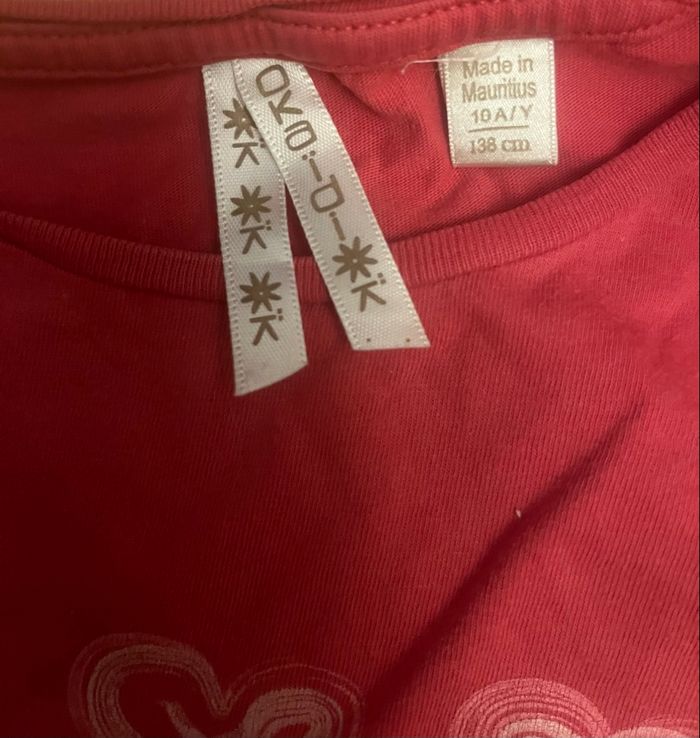 OKaïDi
Ӝ
Ӝ
Ӝ
Made in
Mauritius
10 A/Y
138 cm